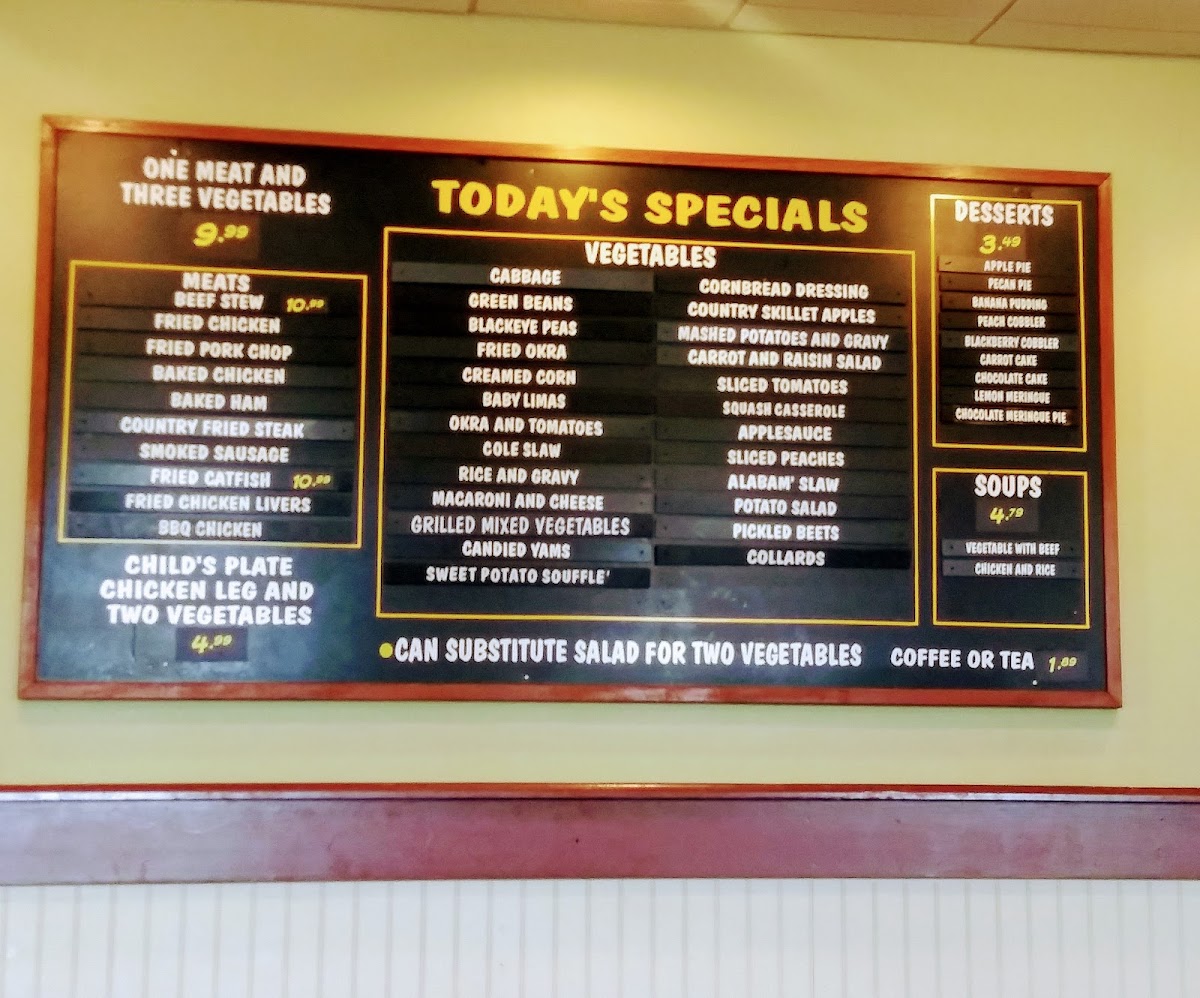 ONE MEAT AND
THREE VEGETABLES
9.99
MEATS
BEEF STEW 10.99
FRIED CHICKEN
FRIED PORK CHOP
BAKED CHICKEN
BAKED HAM
COUNTRY FRIED STEAK
SMOKED SAUSAGE
FRIED CATFISH 10.99
FRIED CHICKEN LIVERS
BBQ CHICKEN
CHILD'S PLATE
CHICKEN LEG AND
TWO VEGETABLES
4.99
TODAY'S SPECIALS
VEGETABLES
CABBAGE
GREEN BEANS
BLACKEYE PEAS
FRIED OKRA
CREAMED CORN
BABY LIMAS
OKRA AND TOMATOES
COLE SLAW
RICE AND GRAVY
MACARONI AND CHEESE
GRILLED MIXED VEGETABLES
CANDIED YAMS
SWEET POTATO SOUFFLE'
CORNBREAD DRESSING
COUNTRY SKILLET APPLES
MASHED POTATOES AND GRAVY
CARROT AND RAISIN SALAD
SLICED TOMATOES
SQUASH CASSEROLE
APPLESAUCE
SLICED PEACHES
ALABAM' SLAW
POTATO SALAD
PICKLED BEETS
COLLARDS
•CAN SUBSTITUTE SALAD FOR TWO VEGETABLES
DESSERTS
3.49
APPLE PIE
PECAN PIE
BANANA PUDDING
PEACH COBBLER
BLACKBERRY COBBLER
CARROT CAKE
CHOCOLATE CAKE
LEMON MERINGUE
CHOCOLATE MERINGUE PIE
SOUPS
4.79
VEGETABLE WITH BEEF
CHICKEN AND RICE
COFFEE OR TEA 1.89